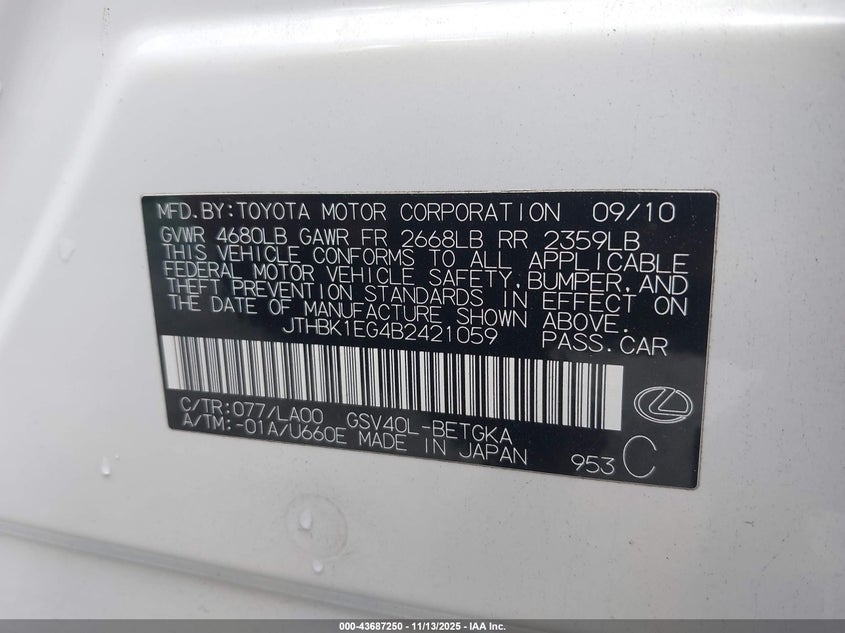 MFD.BY:TOYOTA MOTOR CORPORATION 09/10
GVWR 4680LB GAWR FR 2668LB RR 2359LB
THIS VEHICLE CONFORMS TO ALL APPLICABLE
FEDERAL MOTOR VEHICLE SAFETY,BUMPER,AND
THEFT PREVENTION STANDARDS IN EFFECT ON
THE DATE OF MANUFACTURE SHOWN ABOVE.
JTHBK1EG4B2421059 PASS.CAR
C/TR:077/LA00 GSV40L-BETGKA
A/TM:-01A/U660E MADE IN JAPAN
953 C
000-43687250 - 11/13/2025 - IAA Inc.